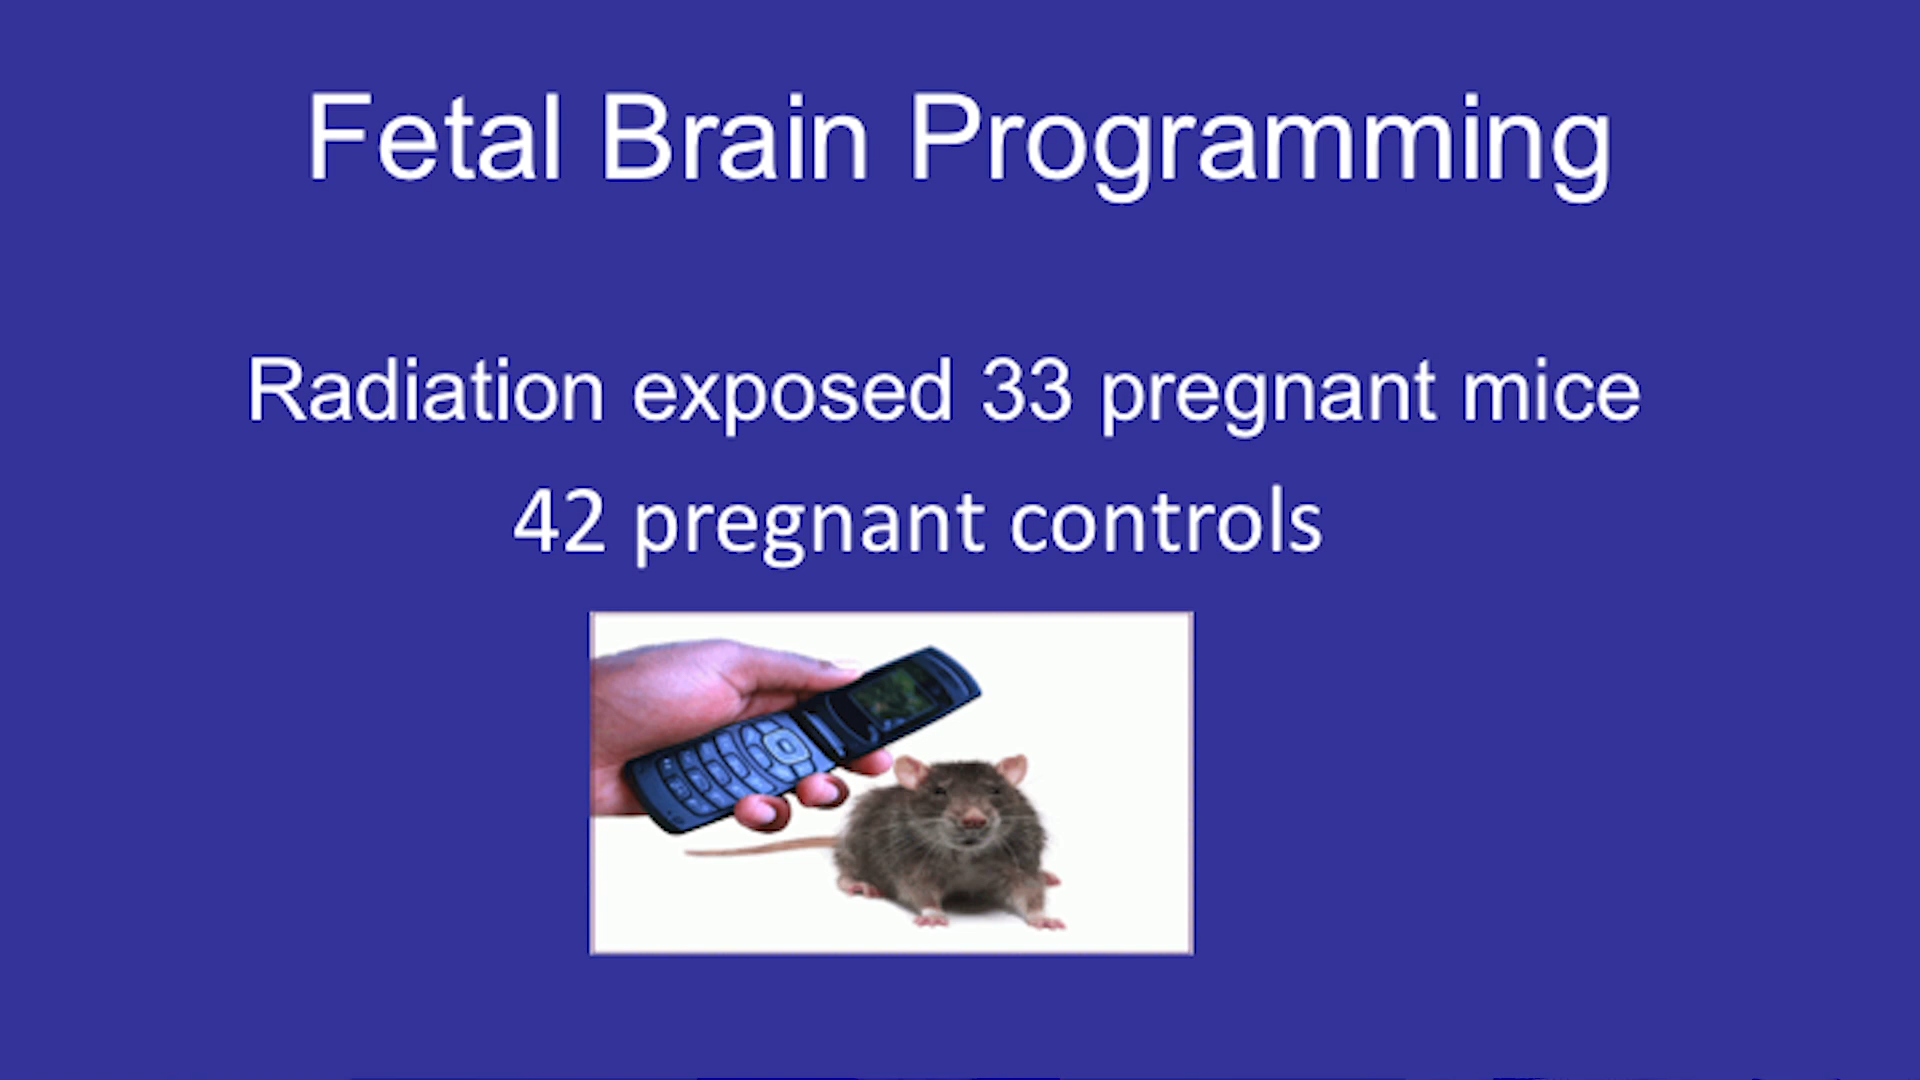 Fetal Brain Programming
Radiation exposed 33 pregnant mice
42 pregnant controls